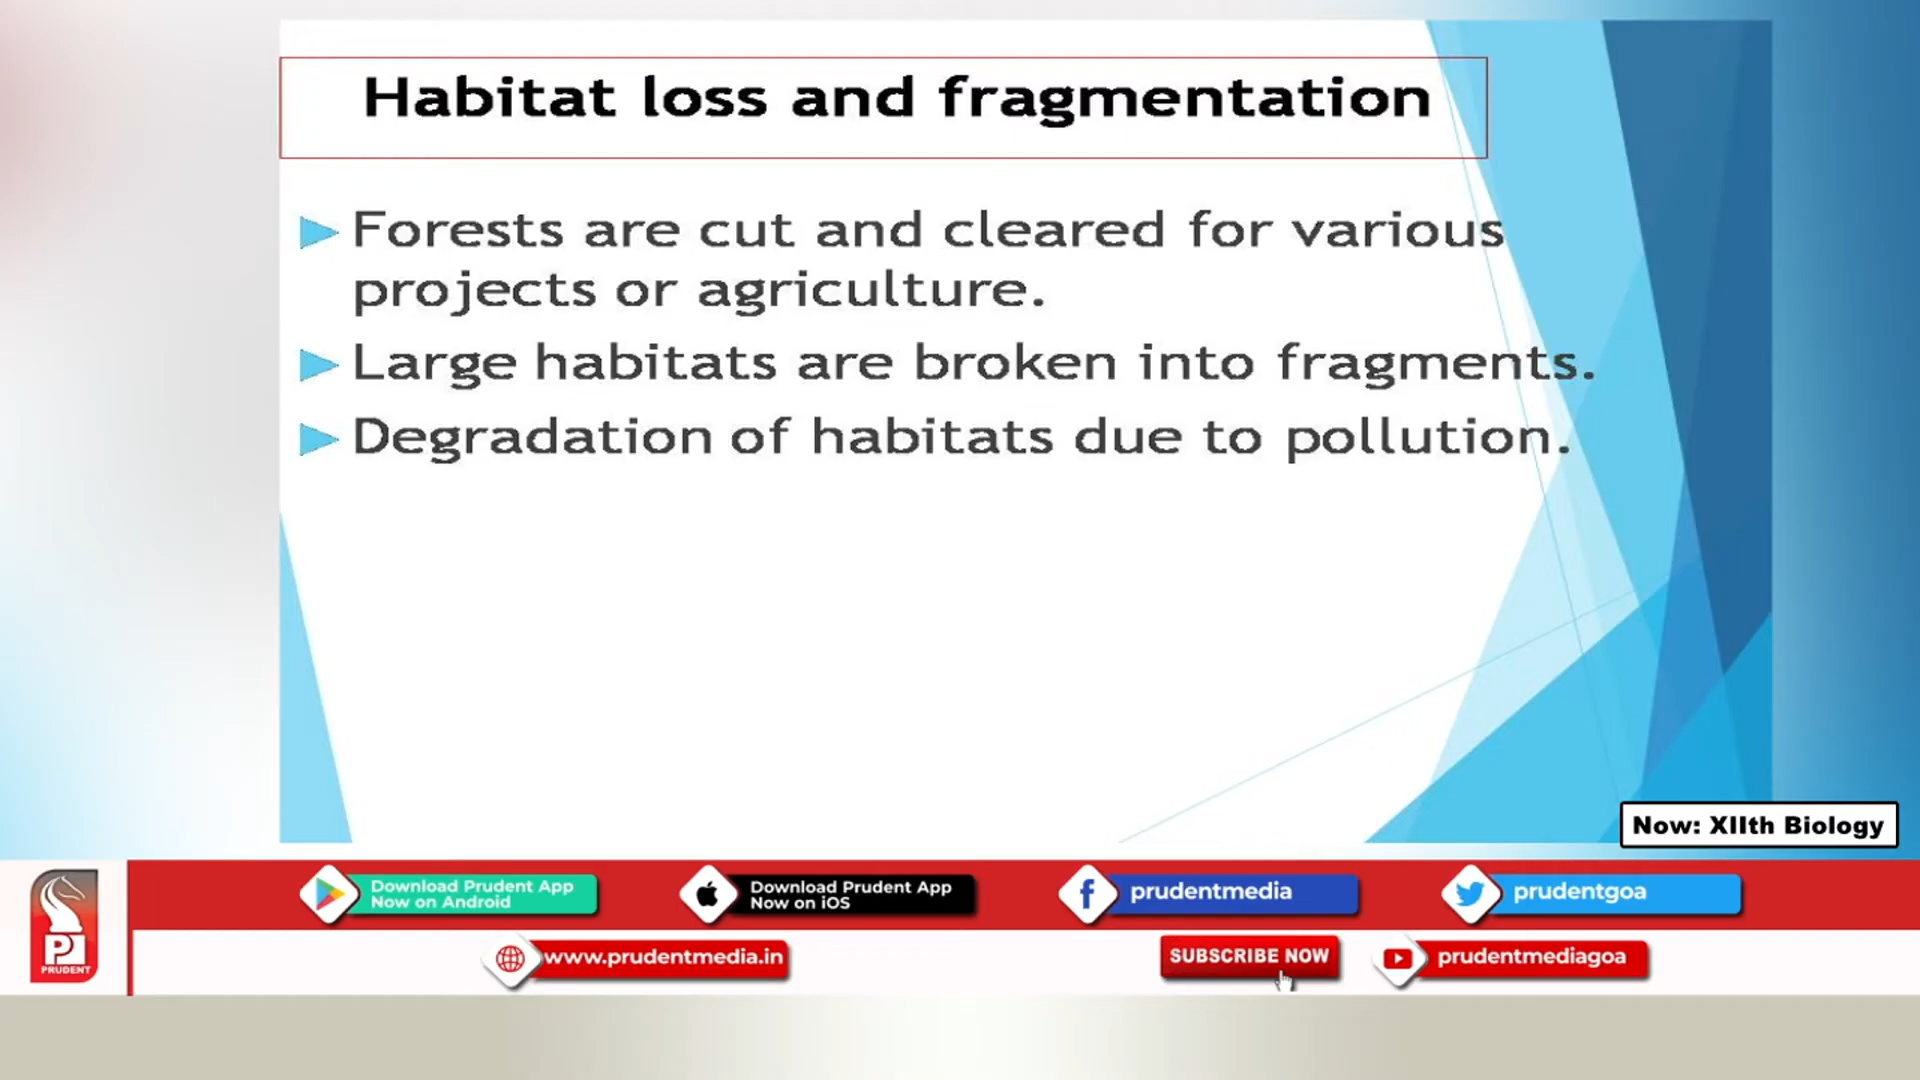 Habitat loss and fragmentation
Forests are cut and cleared for various
projects or agriculture.
Large habitats are broken into fragments.
Degradation of habitats due to pollution.
Now: XIIth Biology
Download Prudent App
Now on Android
Download Prudent App
Now on iOS
prudentmedia
prudentgoa
PRUDENT
www.prudentmedia.in
SUBSCRIBE NOW
prudentmediagoa